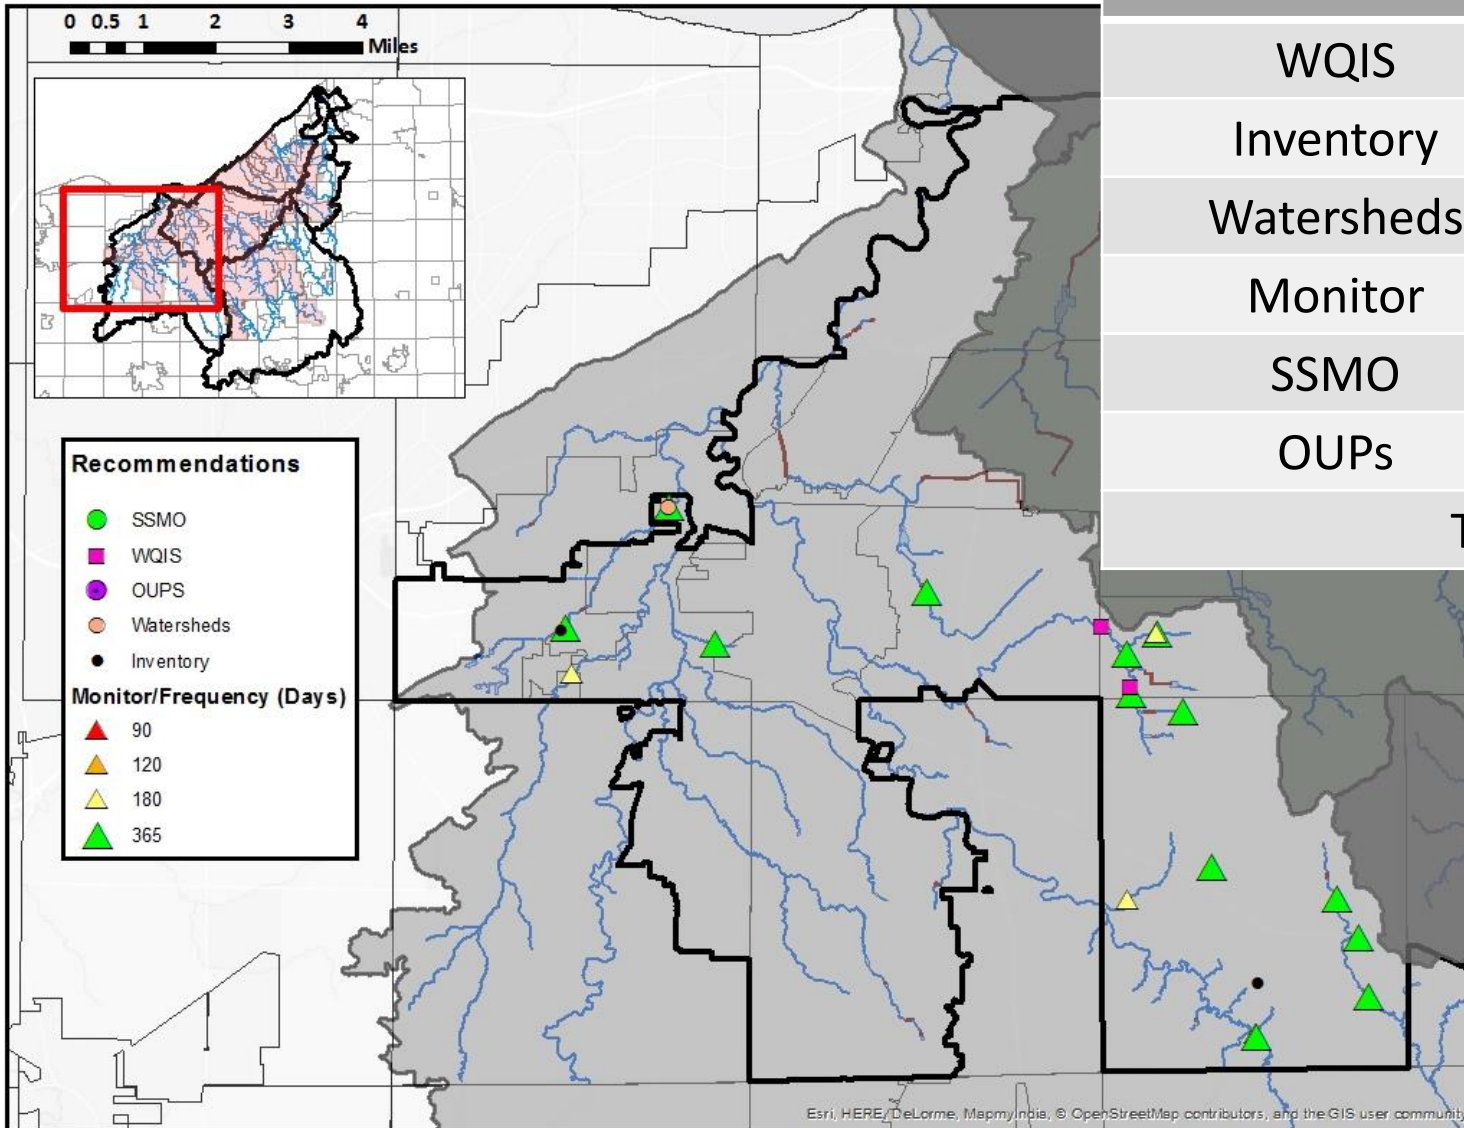 0 0.5 1 2 3 4
Miles
WQIS
Inventory
Watersheds
Monitor
SSMO
OUPs
T
Recommendations
SSMO
WQIS
OUPS
Watersheds
Inventory
Monitor/Frequency (Days)
90
120
180
365
Esri, HERE, DeLorme, MapmyIndia, © OpenStreetMap contributors, and the GIS user community